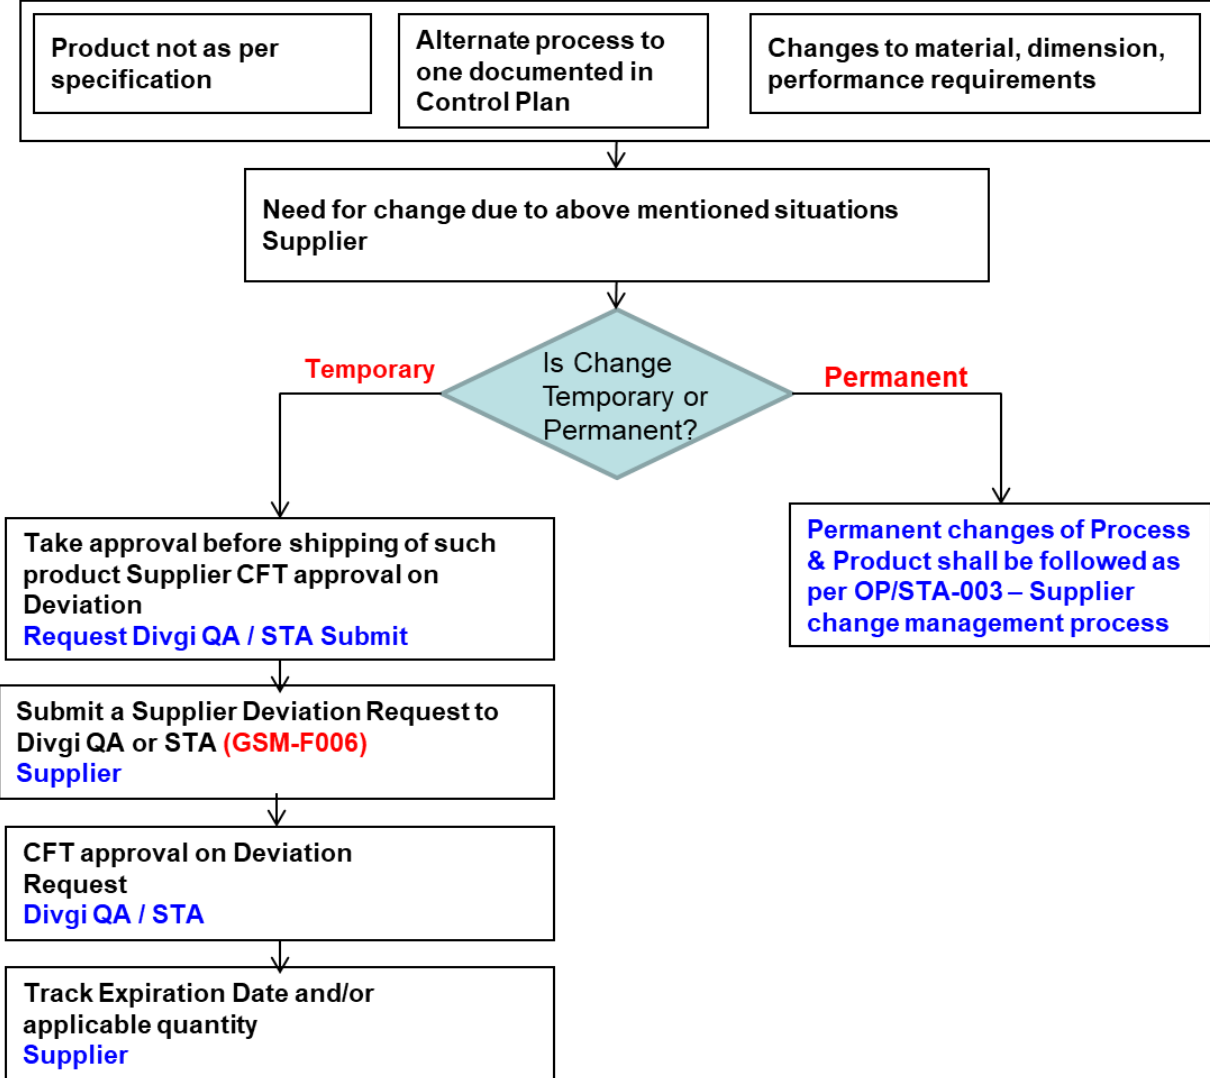 Product not as per
specification
Alternate process to
one documented in
Control Plan
Changes to material, dimension,
performance requirements
Need for change due to above mentioned situations
Supplier
Is Change
Temporary or
Permanent?
Temporary
Permanent
Take approval before shipping of such
product Supplier CFT approval on
Deviation
Request Divgi QA / STA Submit
Permanent changes of Process
& Product shall be followed as
per OP/STA-003 – Supplier
change management process
Submit a Supplier Deviation Request to
Divgi QA or STA (GSM-F006)
Supplier
CFT approval on Deviation
Request
Divgi QA / STA
Track Expiration Date and/or
applicable quantity
Supplier